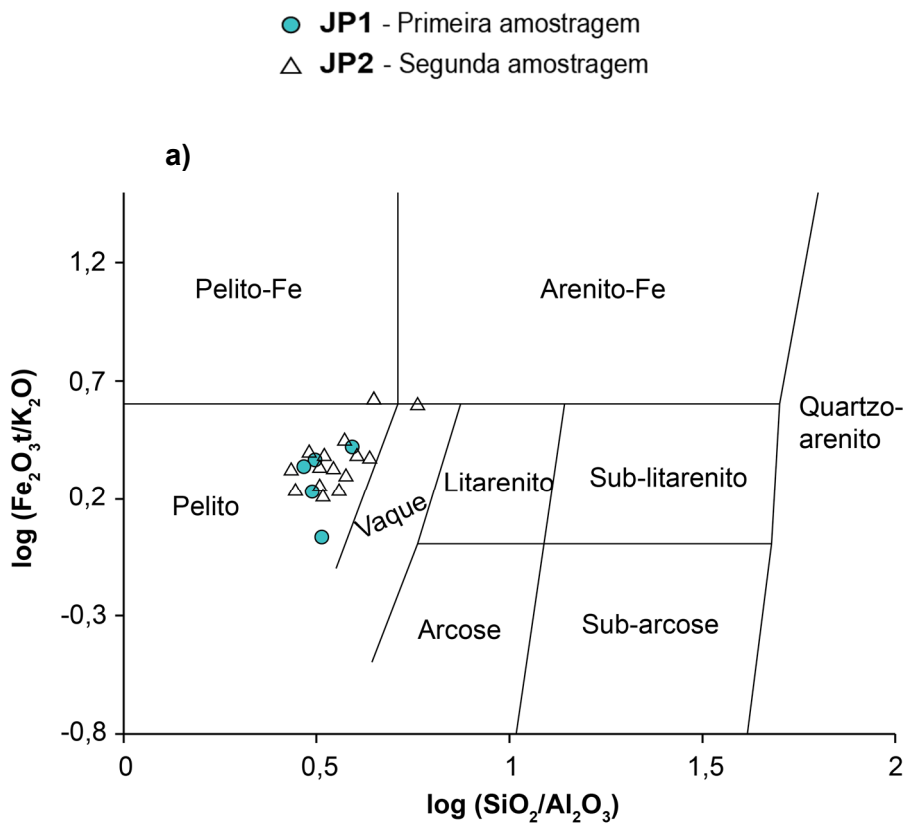 JP1 - Primeira amostragem
JP2 - Segunda amostragem
a)
log (Fe2O3t/K2O)
1,2
0,7
0,2
-0,3
-0,8
Pelito-Fe
Arenito-Fe
Quartzo-
arenito
Pelito
Vaque
Litarenito
Sub-litarenito
Arcose
Sub-arcose
0
0,5
1
1,5
2
log (SiO2/Al2O3)